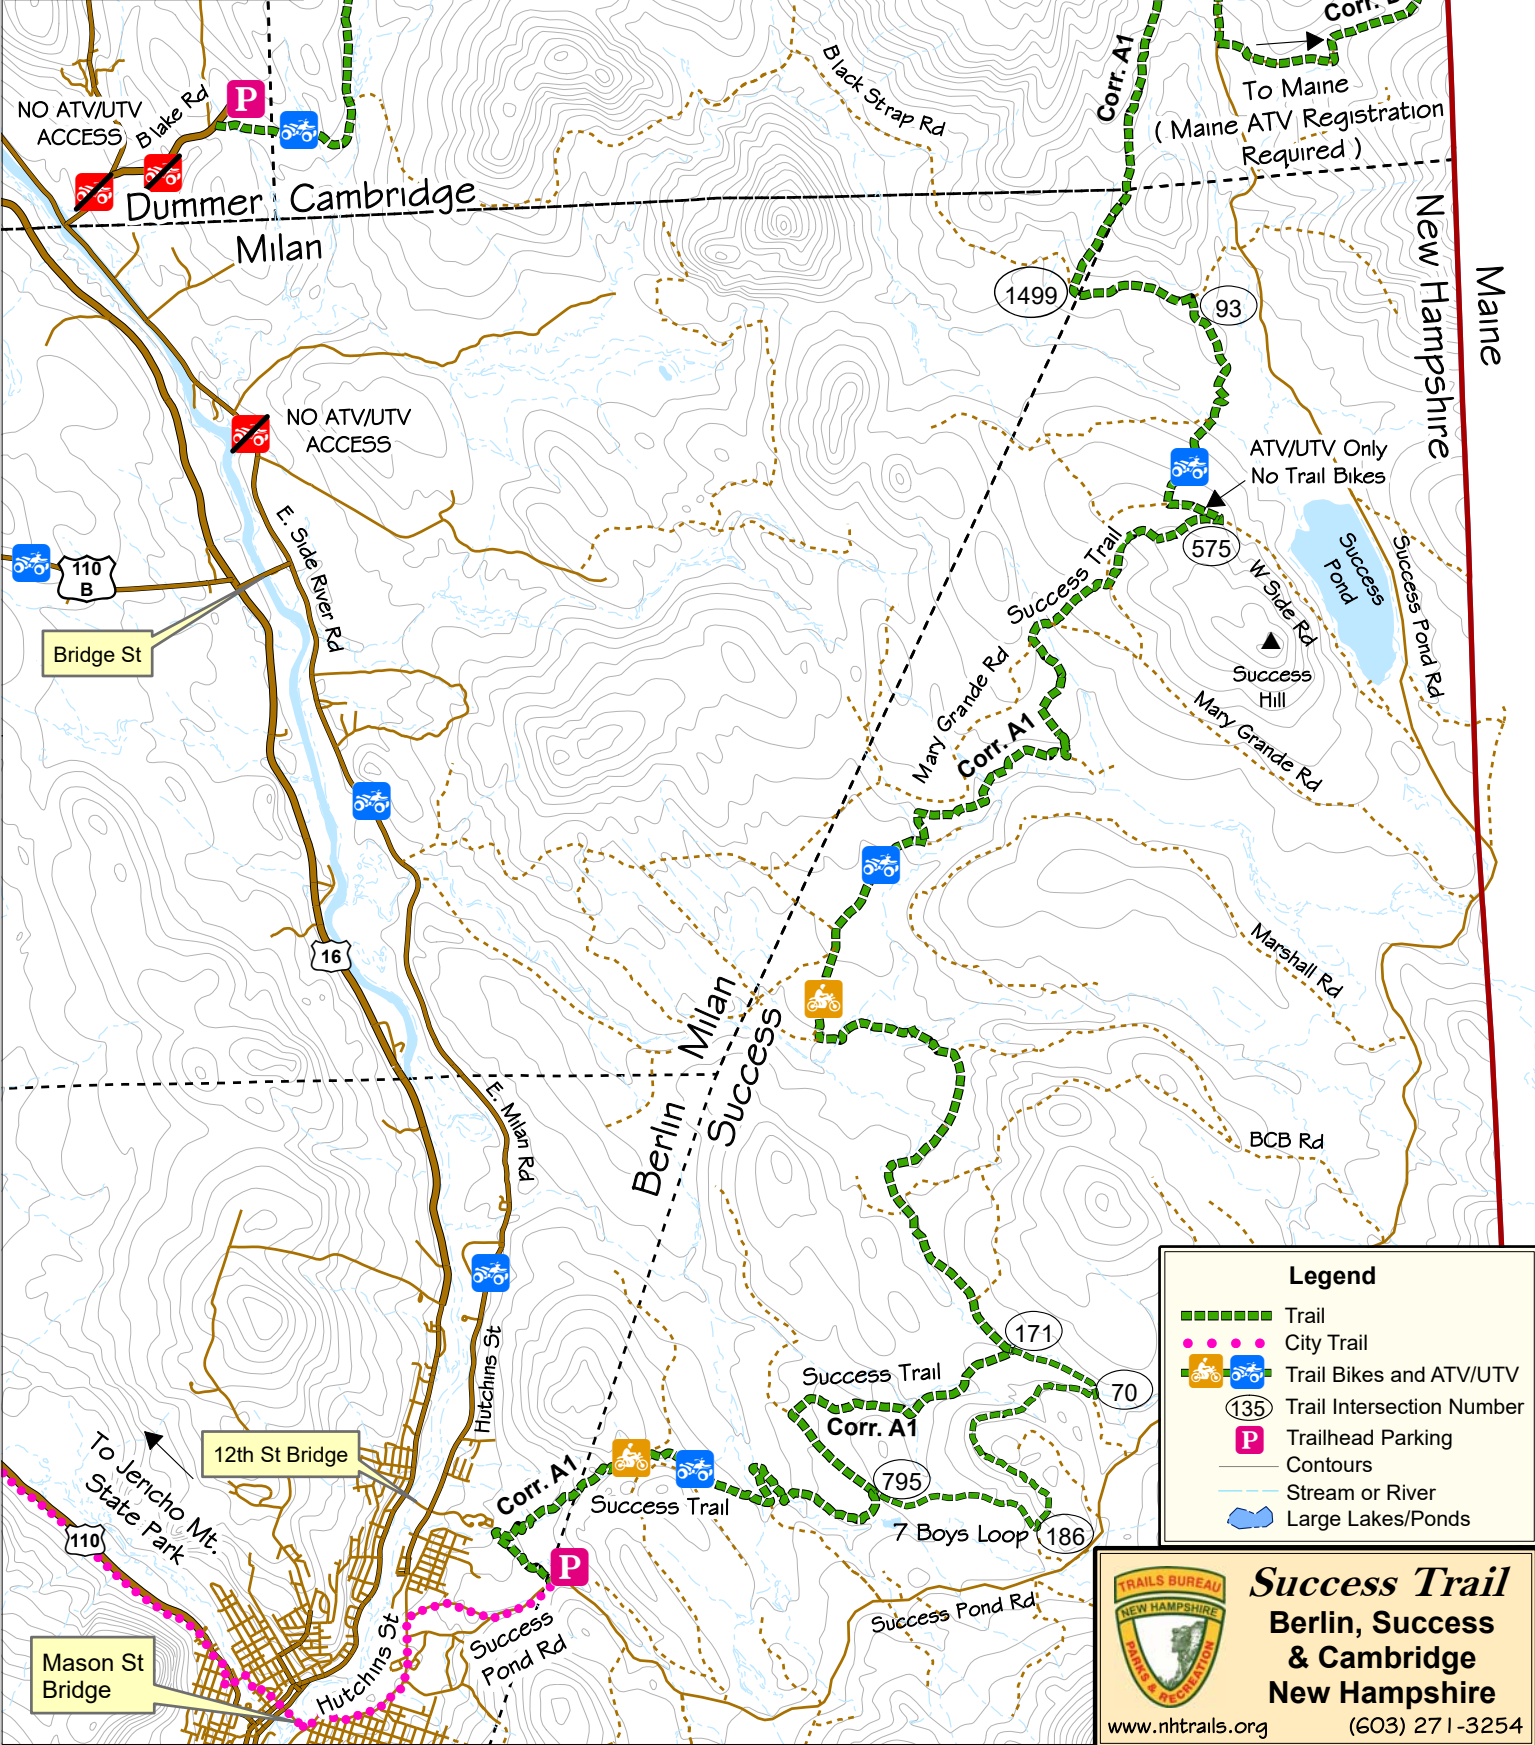 Corr.
Corr. A1
To Maine
( Maine ATV Registration
Required )
Black Strap Rd
NO ATV/UTV
ACCESS
Blake Rd
P
Dummer
Cambridge
Milan
New Hampshire
Maine
1499
93
NO ATV/UTV
ACCESS
ATV/UTV Only
No Trail Bikes
575
110
B
E. Side River Rd
Bridge St
Success Trail
Success
Pond
Success Pond Rd
W Side Rd
Success
Hill
Mary Grande Rd
Mary Grande Rd
Corr. A1
Marshall Rd
16
Milan
Success
Berlin
E. Milan Rd
BCB Rd
171
70
Success Trail
Corr. A1
795
7 Boys Loop
186
Hutchins St
12th St Bridge
To Jericho Mt.
State Park
110
Corr. A1
Success Trail
P
Success Pond Rd
Success
Pond Rd
Hutchins St
Mason St
Bridge
Legend
Trail
City Trail
Trail Bikes and ATV/UTV
135
Trail Intersection Number
P
Trailhead Parking
Contours
Stream or River
Large Lakes/Ponds
TRAILS BUREAU
NEW HAMPSHIRE
PARKS & RECREATION
Success Trail
Berlin, Success
& Cambridge
New Hampshire
www.nhtrails.org
(603) 271-3254